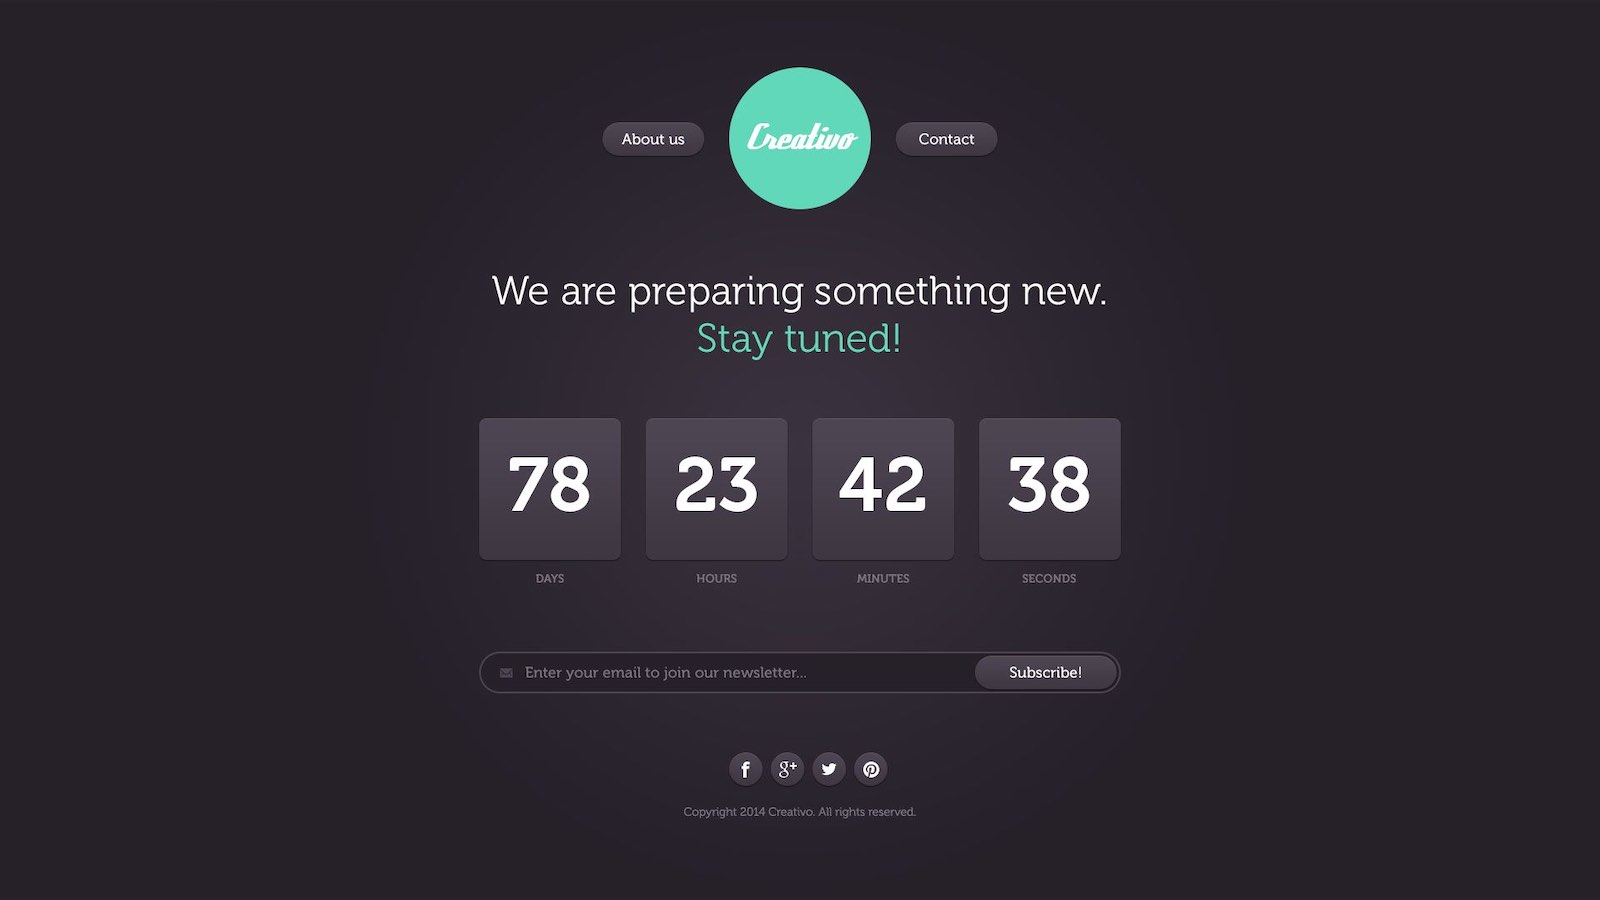 About us
Creativo
Contact
We are preparing something new.
Stay tuned!
78
23
42
38
DAYS
HOURS
MINUTES
SECONDS
Enter your email to join our newsletter...
Subscribe!
f
g+
Copyright 2014 Creativo. All rights reserved.